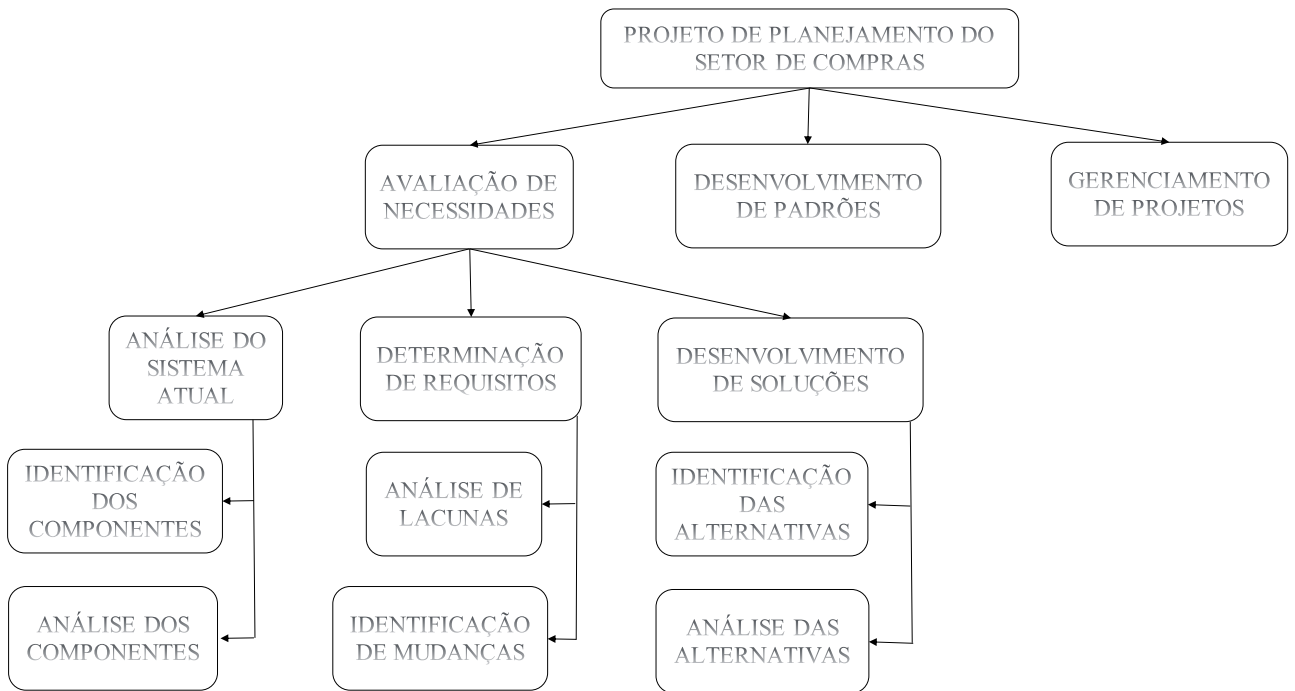 PROJETO DE PLANEJAMENTO DO
SETOR DE COMPRAS
AVALIAÇÃO DE
NECESSIDADES
DESENVOLVIMENTO
DE PADRÕES
GERENCIAMENTO
DE PROJETOS
ANÁLISE DO
SISTEMA
ATUAL
DETERMINAÇÃO
DE REQUISITOS
DESENVOLVIMENTO
DE SOLUÇÕES
IDENTIFICAÇÃO
DOS
COMPONENTES
ANÁLISE DE
LACUNAS
IDENTIFICAÇÃO
DAS
ALTERNATIVAS
ANÁLISE DOS
COMPONENTES
IDENTIFICAÇÃO
DE MUDANÇAS
ANÁLISE DAS
ALTERNATIVAS